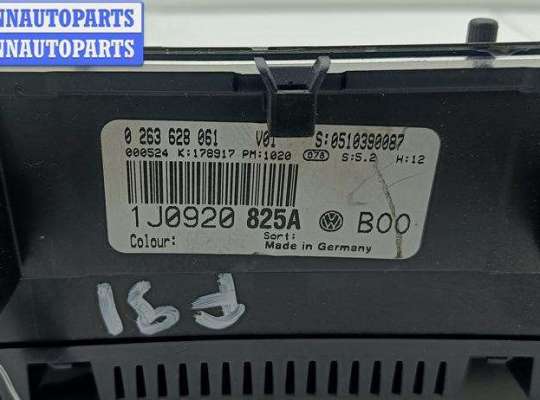 NNAUTOPARTS
NNAUTOPARTS
0 263 628 061 V01 S:0510390087
000524 K:178917 PM:1020 078 S:5.2 H:12
1J0920 825A B00
Colour: Sort:
Made in Germany